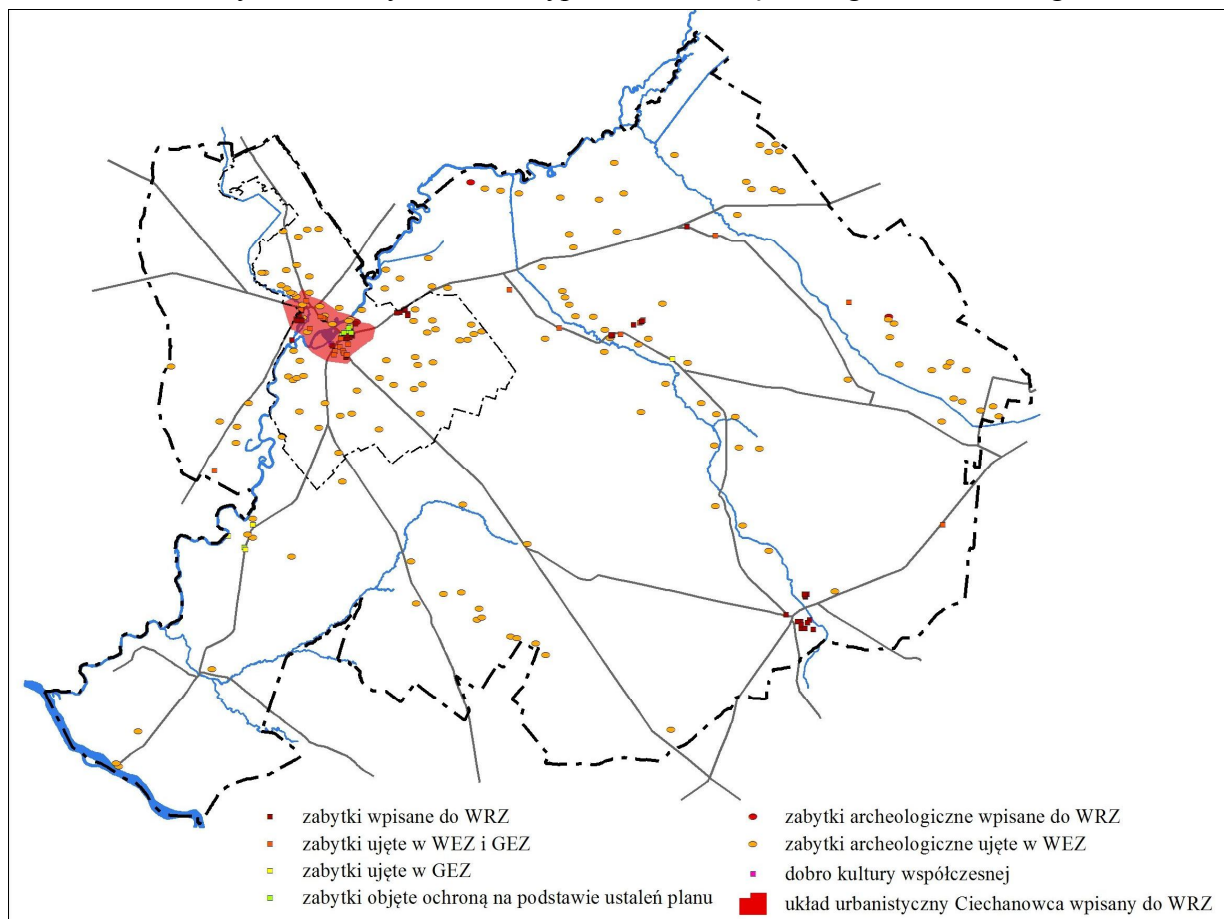 zabytki wpisane do WRZ
zabytki ujęte w WEZ i GEZ
zabytki ujęte w GEZ
zabytki objęte ochroną na podstawie ustaleń planu
zabytki archeologiczne wpisane do WRZ
zabytki archeologiczne ujęte w WEZ
dobro kultury współczesnej
układ urbanistyczny Ciechanowca wpisany do WRZ